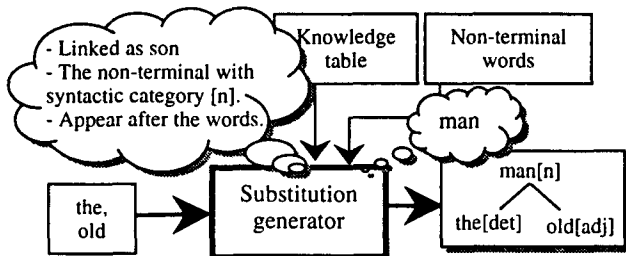 - Linked as son
- The non-terminal with
syntactic category [n].
- Appear after the words.
Knowledge
table
Non-terminal
words
man
the,
old
Substitution
generator
man[n]
the[det] old[adj]